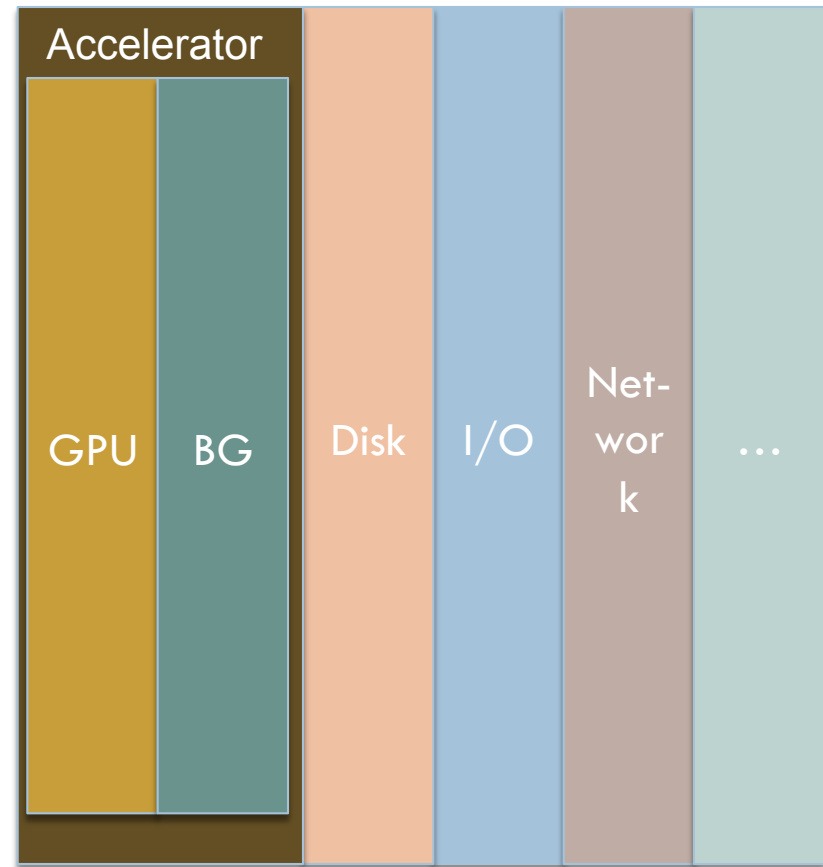 Accelerator
GPU
BG
Disk
I/O
Net-
wor
k
...